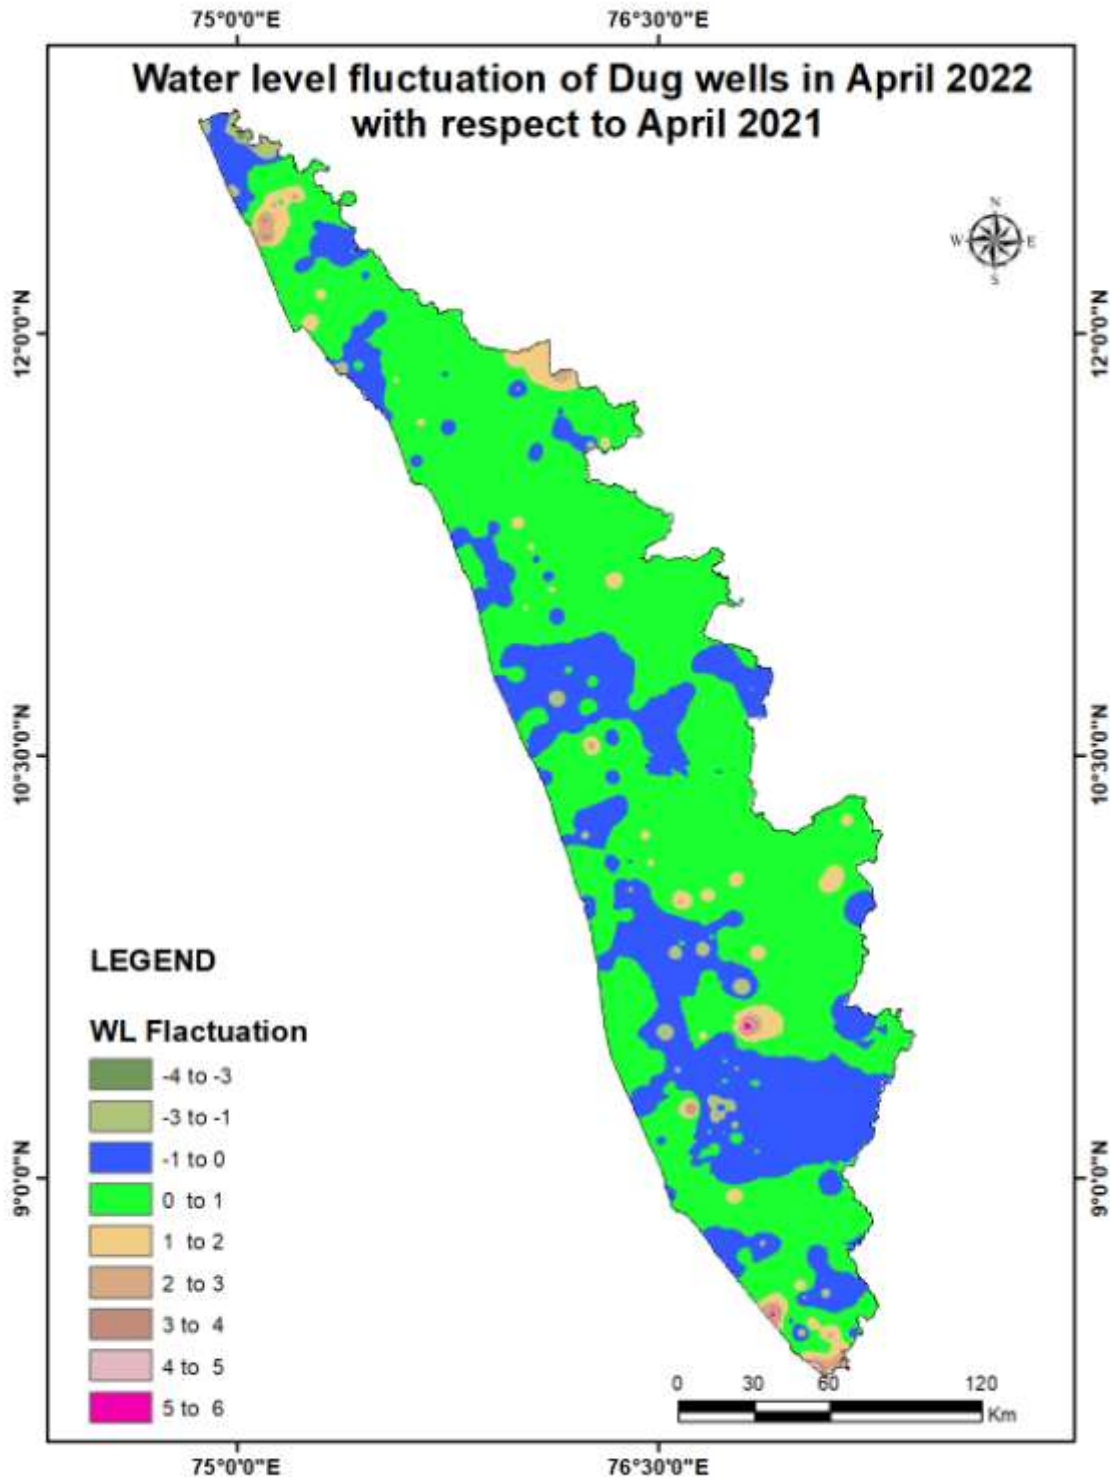 75°0'0"E 76°30'0"E
Water level fluctuation of Dug wells in April 2022
with respect to April 2021
N
W E
S
12°0'0"N 12°0'0"N
10°30'0"N 10°30'0"N
LEGEND
WL Flactuation
-4 to -3
-3 to -1
-1 to 0
0 to 1
1 to 2
2 to 3
3 to 4
4 to 5
5 to 6
9°0'0"N 9°0'0"N
0 30 60 120
Km
75°0'0"E 76°30'0"E